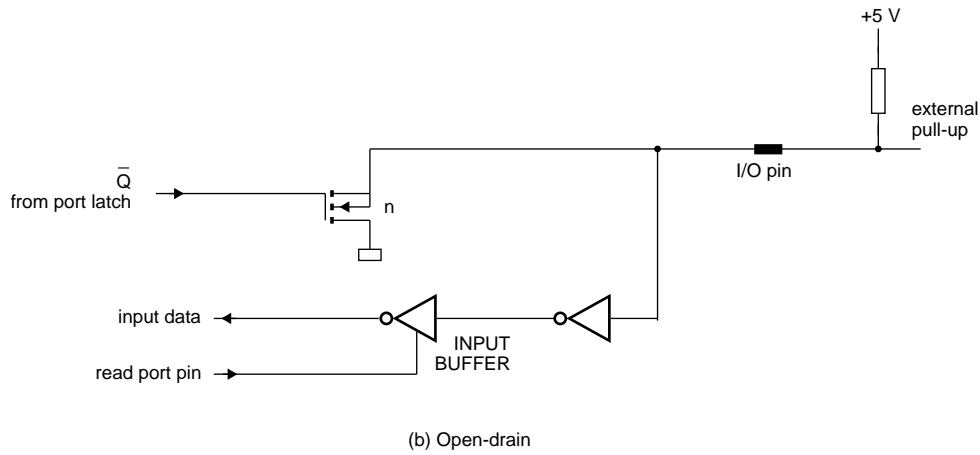 +5 V
external
pull-up
I/O pin
Q̅
from port latch
n
input data
INPUT
BUFFER
read port pin
(b) Open-drain